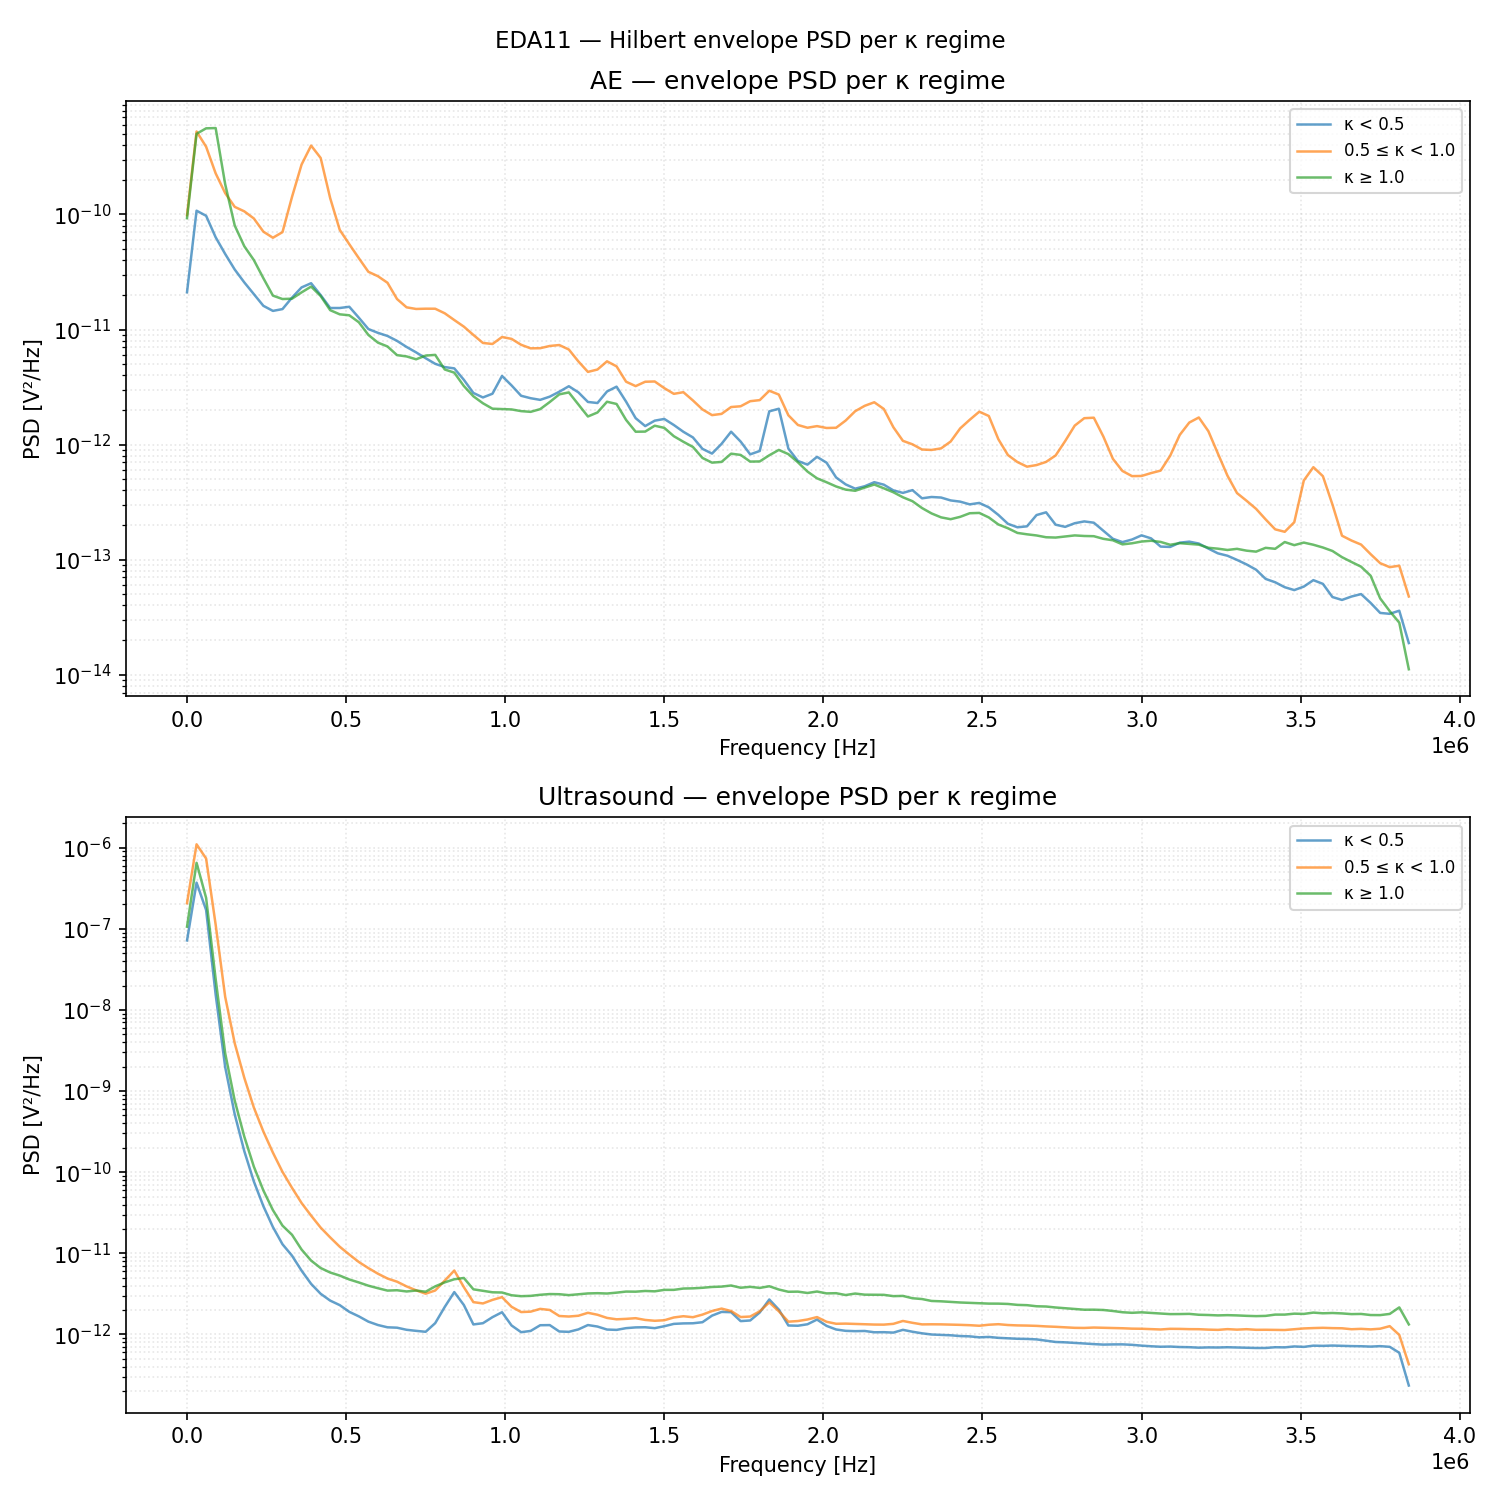 EDA11 — Hilbert envelope PSD per κ regime
AE — envelope PSD per κ regime
κ < 0.5
0.5 ≤ κ < 1.0
κ ≥ 1.0
PSD [V²/Hz]
10⁻¹⁰
10⁻¹¹
10⁻¹²
10⁻¹³
10⁻¹⁴
0.0 0.5 1.0 1.5 2.0 2.5 3.0 3.5 4.0
1e6
Frequency [Hz]
Ultrasound — envelope PSD per κ regime
κ < 0.5
0.5 ≤ κ < 1.0
κ ≥ 1.0
PSD [V²/Hz]
10⁻⁶
10⁻⁷
10⁻⁸
10⁻⁹
10⁻¹⁰
10⁻¹¹
10⁻¹²
0.0 0.5 1.0 1.5 2.0 2.5 3.0 3.5 4.0
1e6
Frequency [Hz]